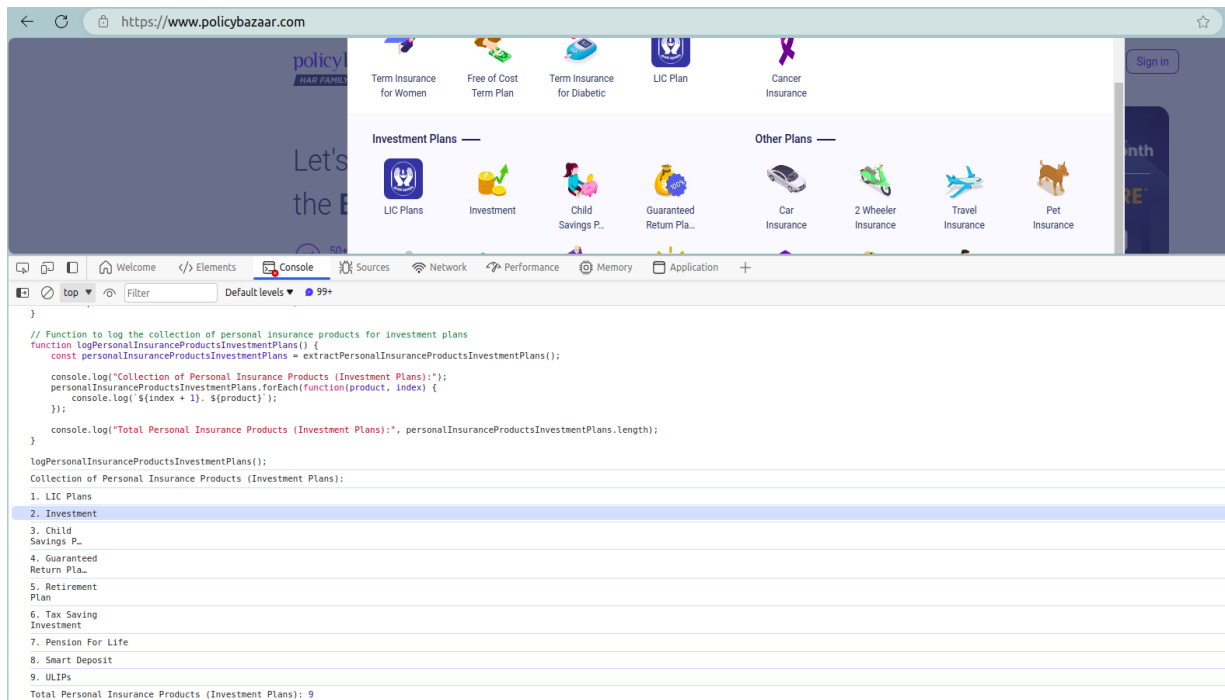 https://www.policybazaar.com
policyb
HAR FAMILY
Sign in
Term Insurance
for Women
Free of Cost
Term Plan
Term Insurance
for Diabetic
LIC Plan
Cancer
Insurance
Investment Plans
Other Plans
Let's
the
LIC Plans
Investment
Child
Savings P...
100%
Guaranteed
Return Pla...
Car
Insurance
2 Wheeler
Insurance
Travel
Insurance
Pet
Insurance
50+
Welcome
</> Elements
Console
Sources
Network
Performance
Memory
Application
top
Filter
Default levels
99+
}
// Function to log the collection of personal insurance products for investment plans
function logPersonalInsuranceProductsInvestmentPlans() {
const personalInsuranceProductsInvestmentPlans = extractPersonalInsuranceProductsInvestmentPlans();
console.log("Collection of Personal Insurance Products (Investment Plans):");
personalInsuranceProductsInvestmentPlans.forEach(function(product, index) {
console.log(`${index + 1}. ${product}`);
});
console.log("Total Personal Insurance Products (Investment Plans):", personalInsuranceProductsInvestmentPlans.length);
}
logPersonalInsuranceProductsInvestmentPlans();
Collection of Personal Insurance Products (Investment Plans):
1. LIC Plans
2. Investment
3. Child
Savings P…
4. Guaranteed
Return Pla…
5. Retirement
Plan
6. Tax Saving
Investment
7. Pension For Life
8. Smart Deposit
9. ULIPs
Total Personal Insurance Products (Investment Plans): 9